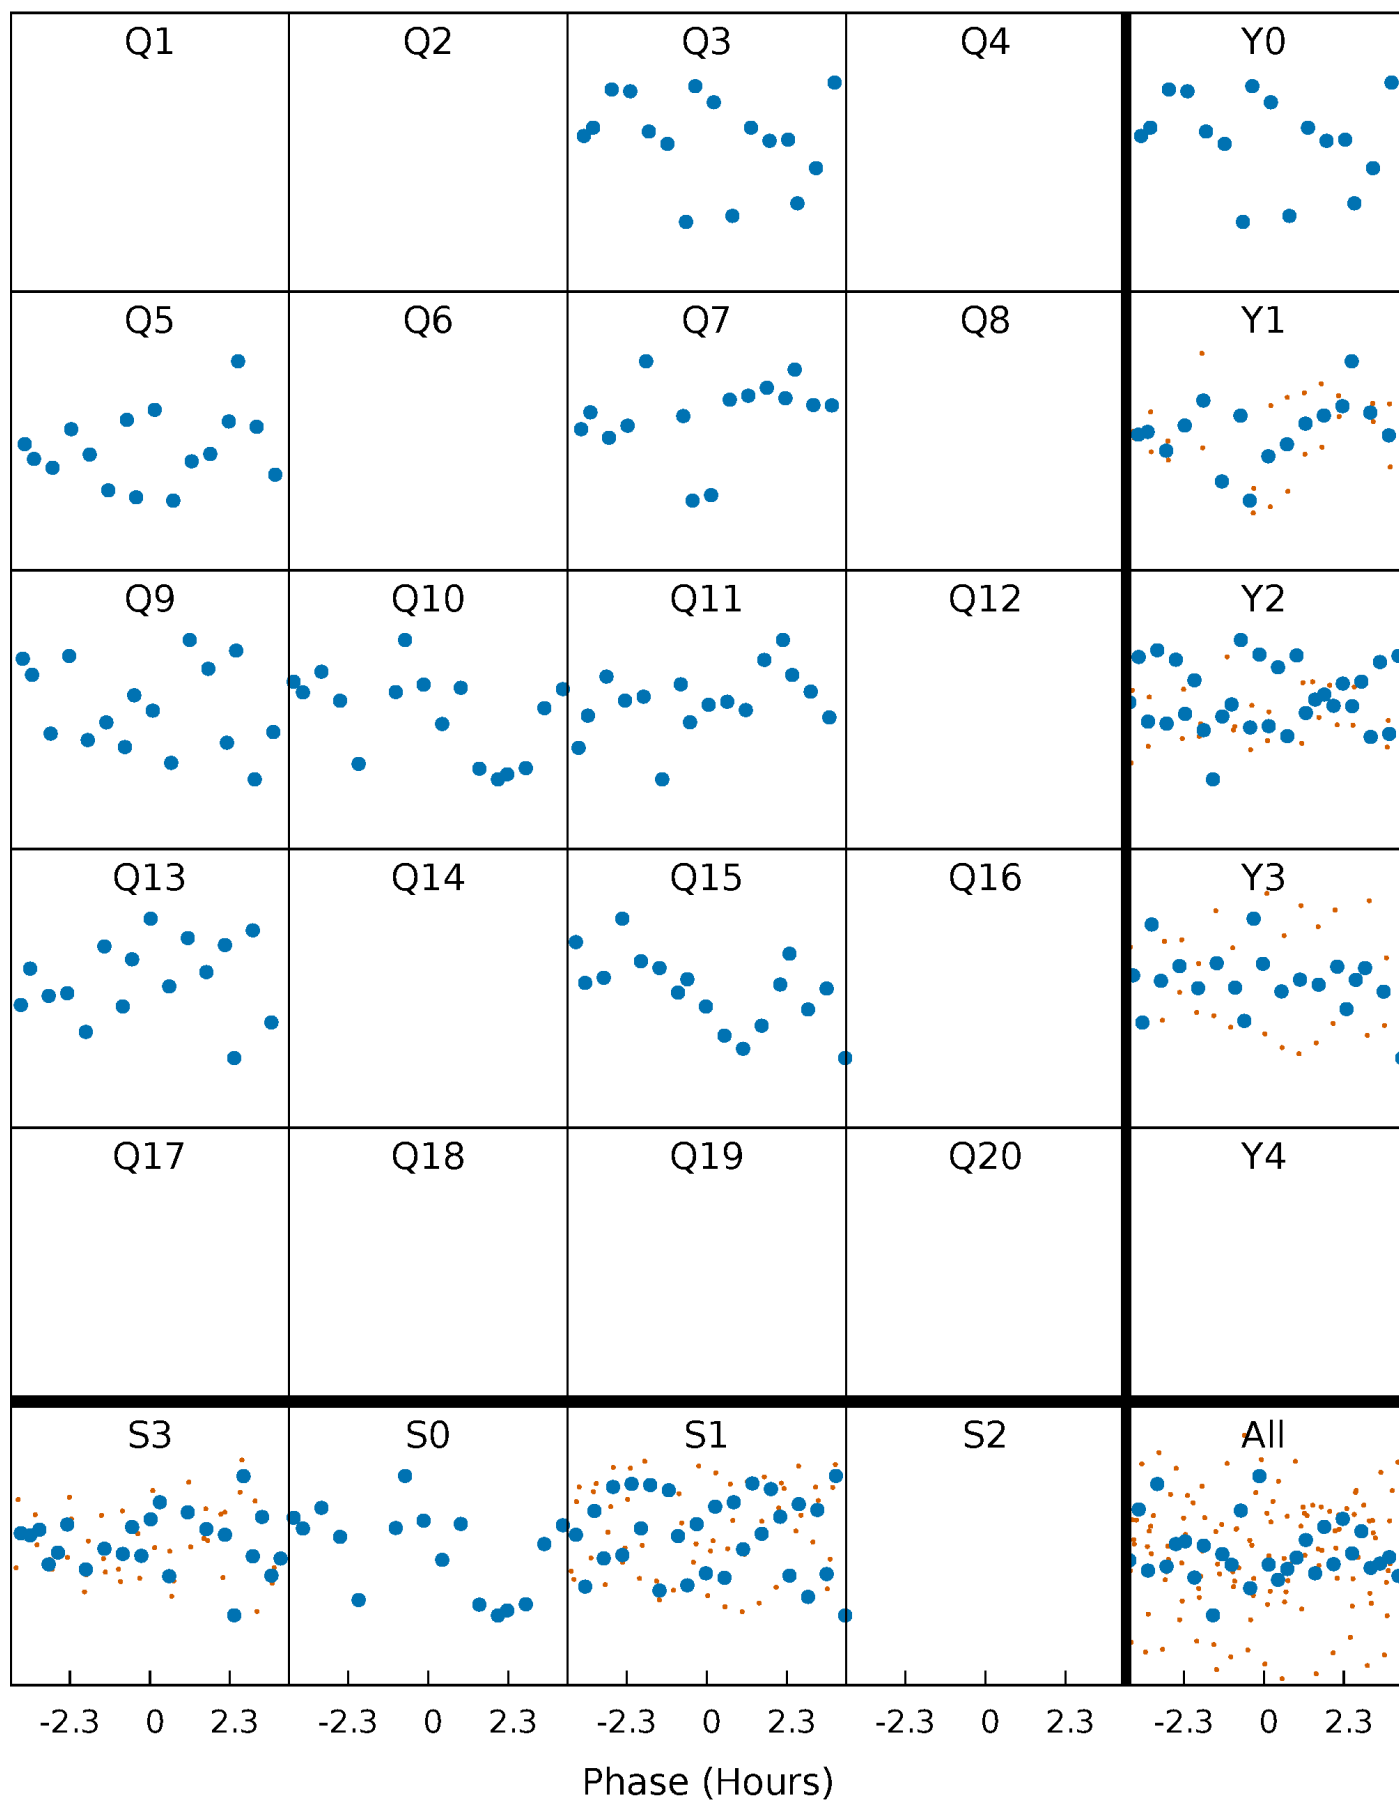 Q1 Q2 Q3 Q4 Y0
Q5 Q6 Q7 Q8 Y1
Q9 Q10 Q11 Q12 Y2
Q13 Q14 Q15 Q16 Y3
Q17 Q18 Q19 Q20 Y4
S3 S0 S1 S2 All
-2.3 0 2.3 -2.3 0 2.3 -2.3 0 2.3 -2.3 0 2.3 -2.3 0 2.3
Phase (Hours)